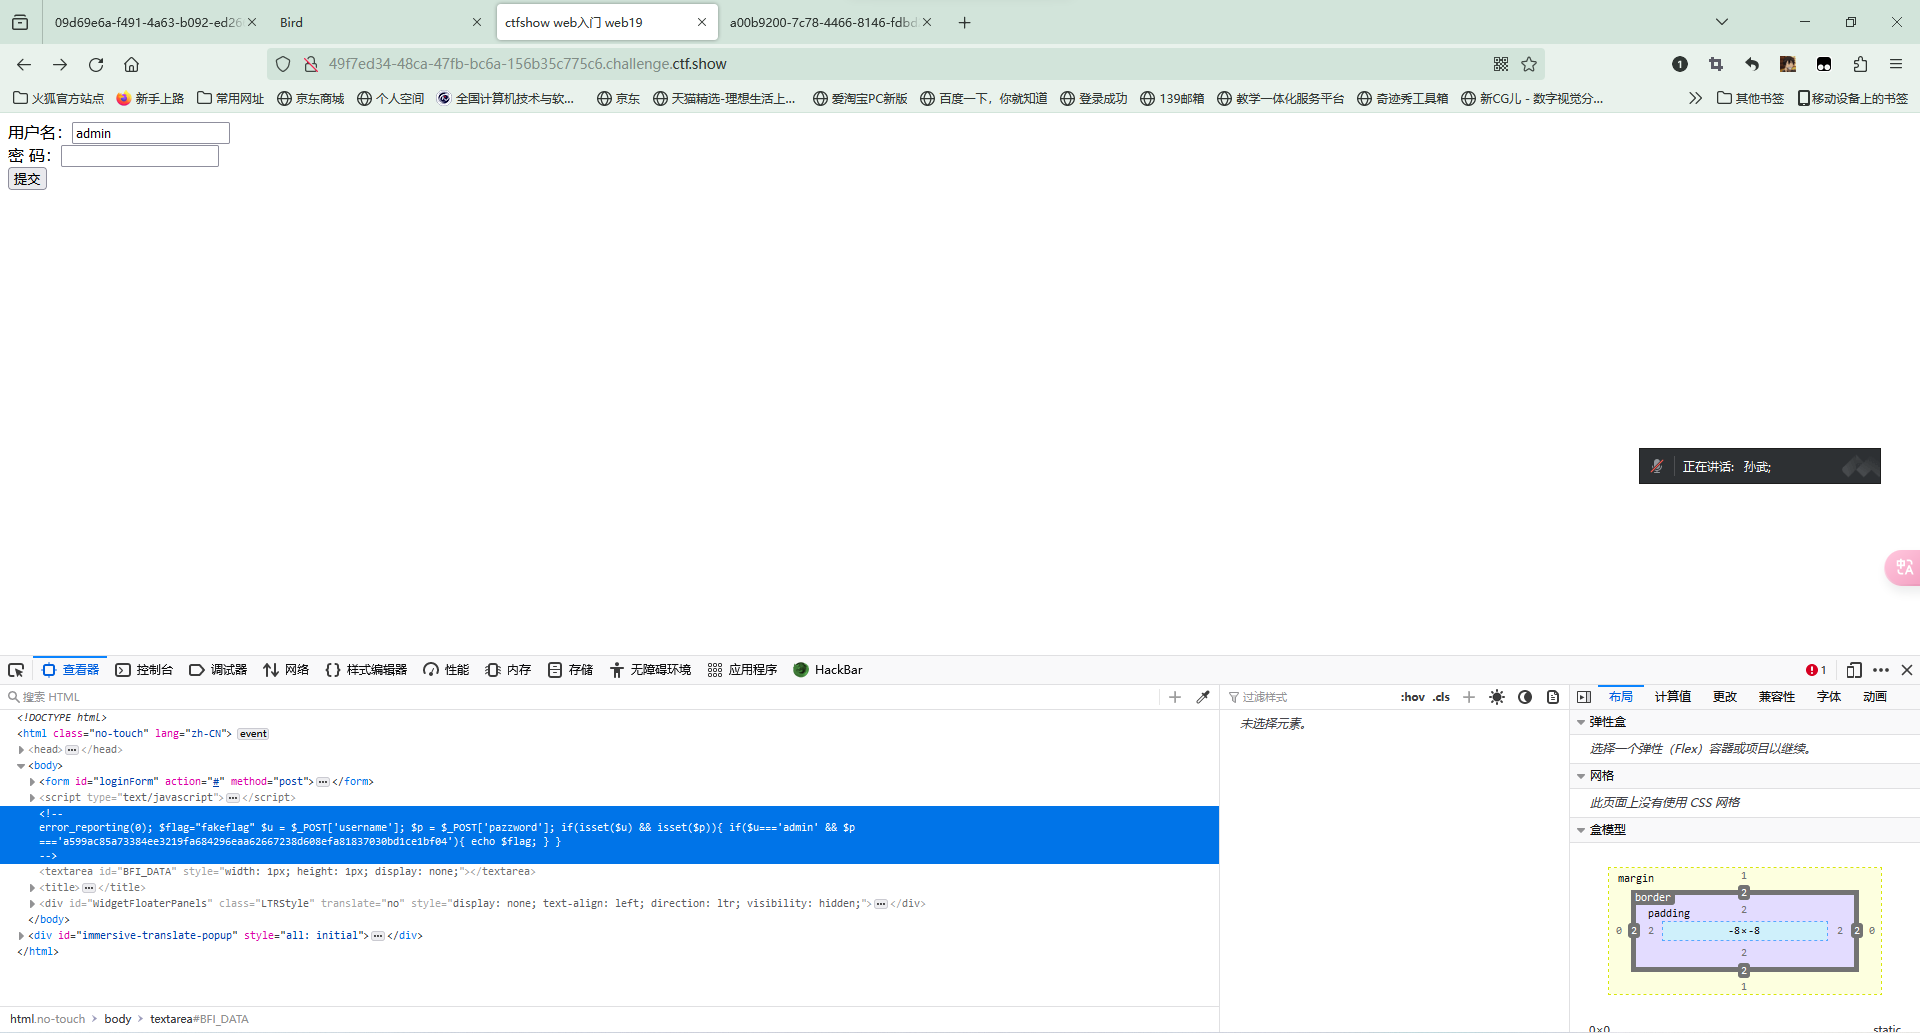 09d69e6a-f491-4a63-b092-ed26
Bird
ctfshow web入门 web19
a00b9200-7c78-4466-8146-fdbd
49f7ed34-48ca-47fb-bc6a-156b35c775c6.challenge.ctf.show
1
火狐官方站点 新手上路 常用网址 京东商城 个人空间 全国计算机技术与软... 京东 天猫精选-理想生活上... 爱淘宝PC新版 百度一下，你就知道 登录成功 139邮箱 教学一体化服务平台 奇迹秀工具箱 新CG儿 - 数字视觉分... 其他书签 移动设备上的书签
用户名：admin
密 码：
提交
正在讲话: 孙武;
查看器 控制台 调试器 网络 {} 样式编辑器 性能 内存 存储 无障碍环境 应用程序 HackBar 1
搜索 HTML
过滤样式 :hov .cls
布局 计算值 更改 兼容性 字体 动画
<!DOCTYPE html>
<html class="no-touch" lang="zh-CN"> event
<head> ... </head>
<body>
<form id="loginForm" action="#" method="post"> ... </form>
<script type="text/javascript"> ... </script>
<!--
error_reporting(0); $flag="fakeflag" $u = $_POST['username']; $p = $_POST['pazzword']; if(isset($u) && isset($p)){ if($u==='admin' && $p
==='a599ac85a73384ee3219fa684296eaa62667238d608efa81837030bd1ce1bf04'){ echo $flag; } }
-->
<textarea id="BFI_DATA" style="width: 1px; height: 1px; display: none;"></textarea>
<title> ... </title>
<div id="WidgetFloaterPanels" class="LTRStyle" translate="no" style="display: none; text-align: left; direction: ltr; visibility: hidden;"> ... </div>
</body>
<div id="immersive-translate-popup" style="all: initial"> ... </div>
</html>
html.no-touch > body > textarea#BFI_DATA
未选择元素。
弹性盒
选择一个弹性（Flex）容器或项目以继续。
网格
此页面上没有使用 CSS 网格
盒模型
margin 1
border 2
padding 2
0 2 2 -8×-8 2 2 0
2
2
1
0×0 static